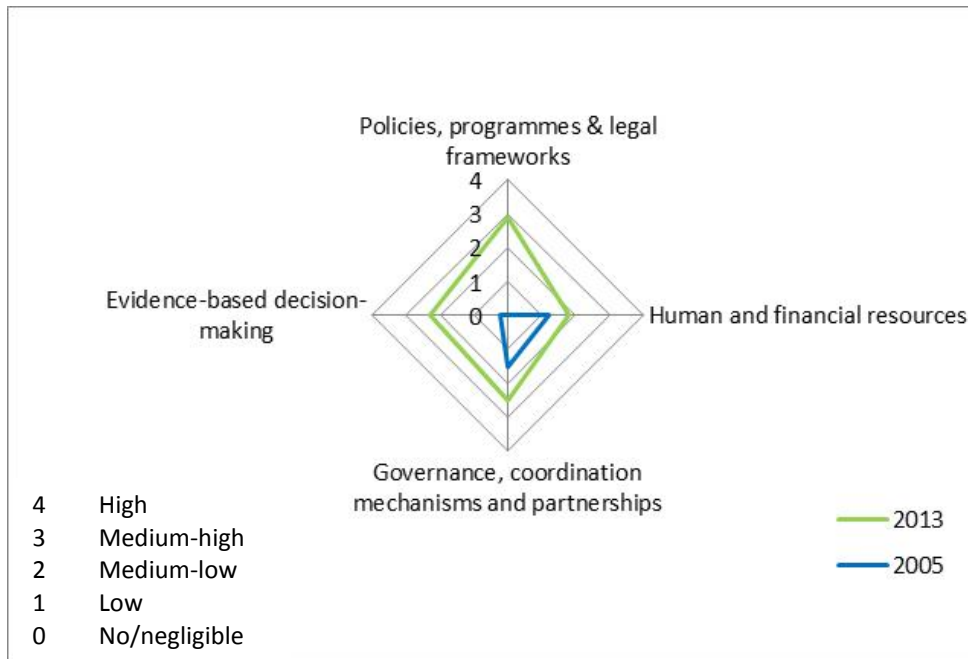 Policies, programmes & legal
frameworks
4
3
2
1
0
Evidence-based decision-
making
Human and financial resources
Governance, coordination
mechanisms and partnerships
4 High
3 Medium-high
2 Medium-low
1 Low
0 No/negligible
2013
2005